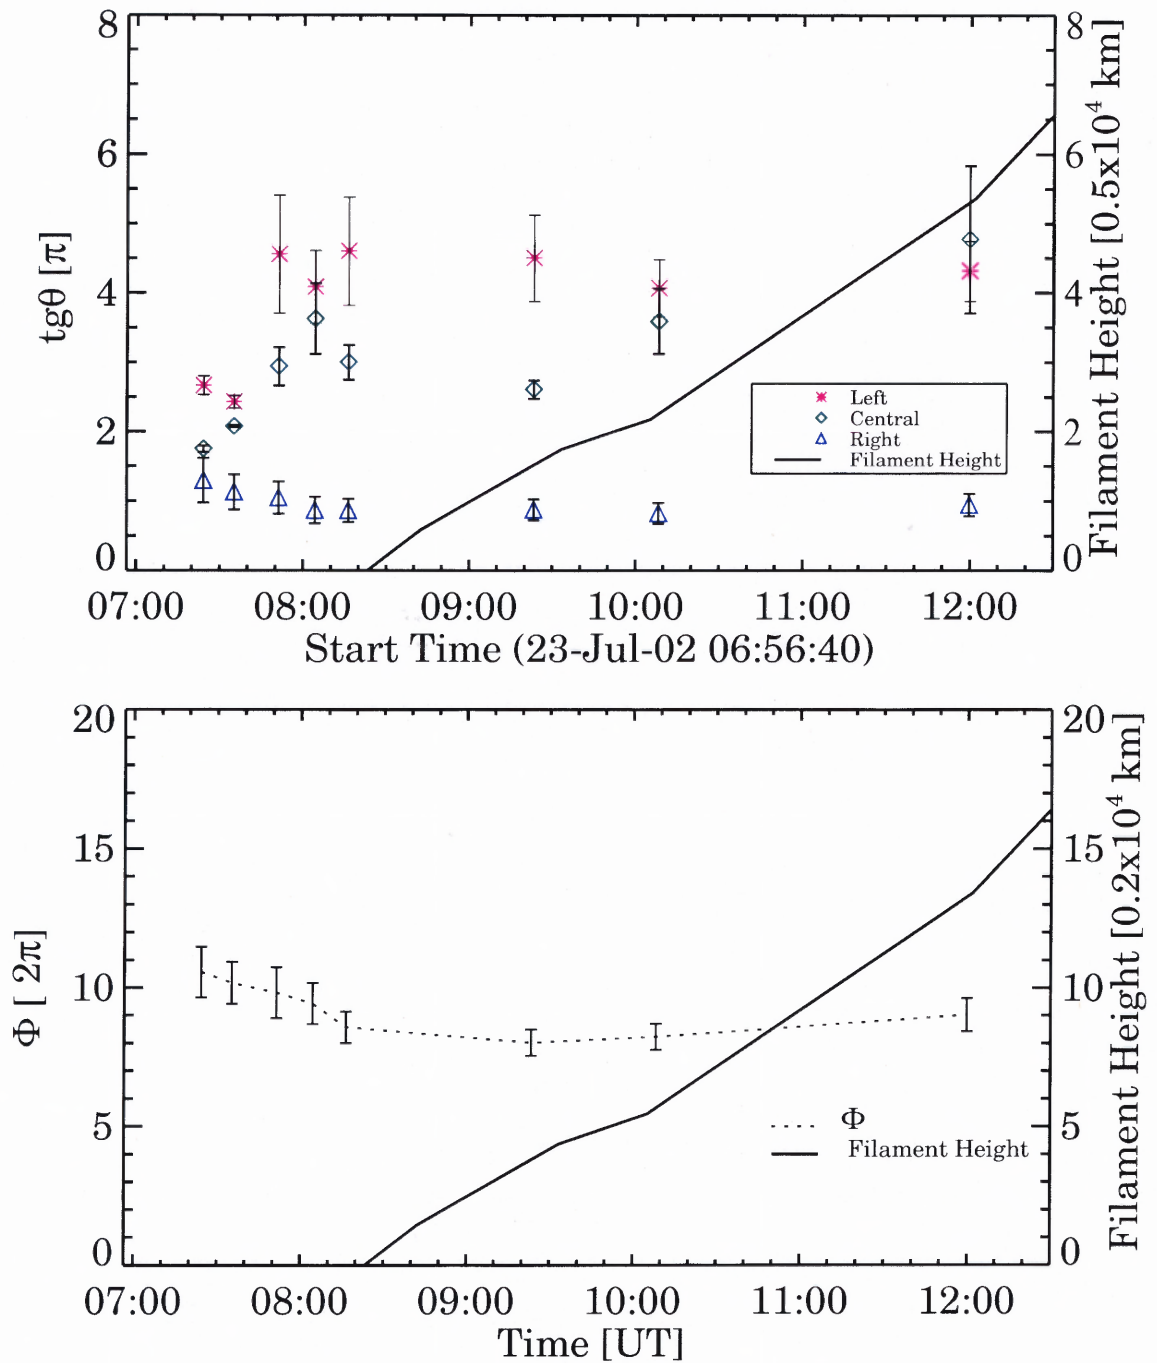 8
6
4
2
0
tgθ [π]
8
6
4
2
0
Filament Height [0.5x10⁴ km]
Left
Central
Right
Filament Height
07:00 08:00 09:00 10:00 11:00 12:00
Start Time (23-Jul-02 06:56:40)
20
15
10
5
0
Φ [ 2π]
20
15
10
5
0
Filament Height [0.2x10⁴ km]
Φ
Filament Height
07:00 08:00 09:00 10:00 11:00 12:00
Time [UT]